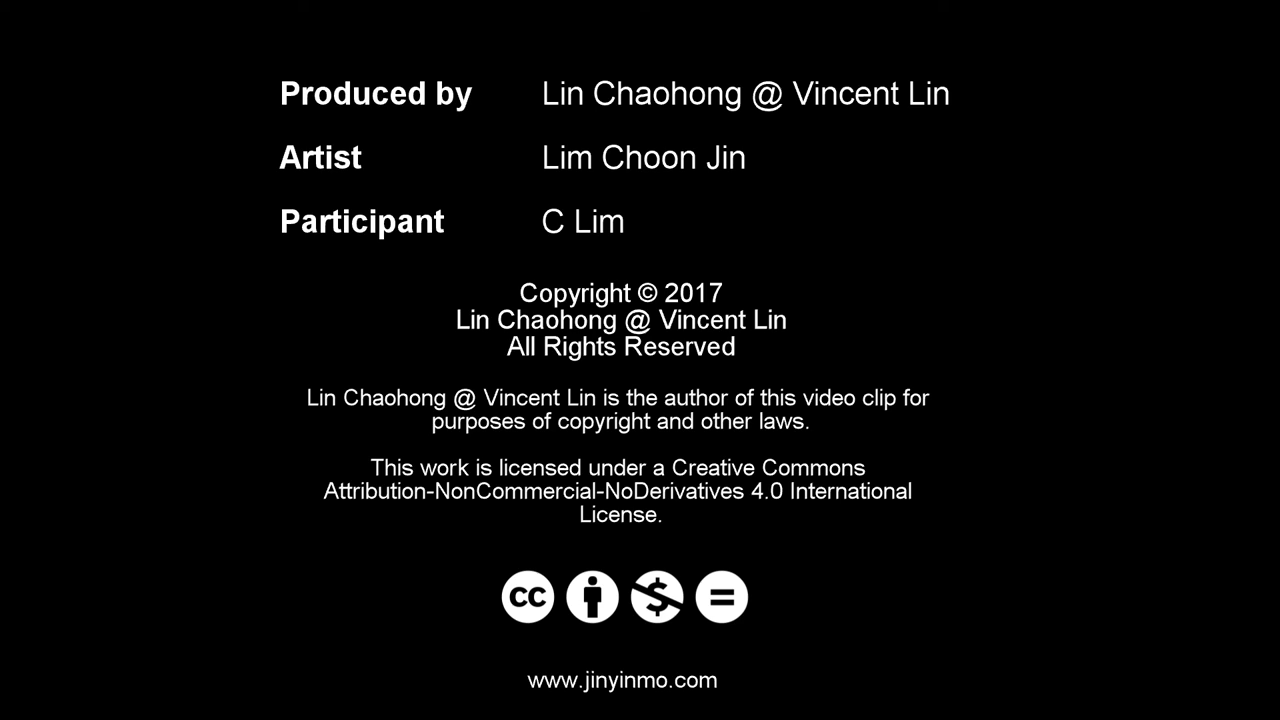 Produced by Lin Chaohong @ Vincent Lin
Artist Lim Choon Jin
Participant C Lim
Copyright © 2017
Lin Chaohong @ Vincent Lin
All Rights Reserved
Lin Chaohong @ Vincent Lin is the author of this video clip for
purposes of copyright and other laws.
This work is licensed under a Creative Commons
Attribution-NonCommercial-NoDerivatives 4.0 International
License.
cc $ =
www.jinyinmo.com